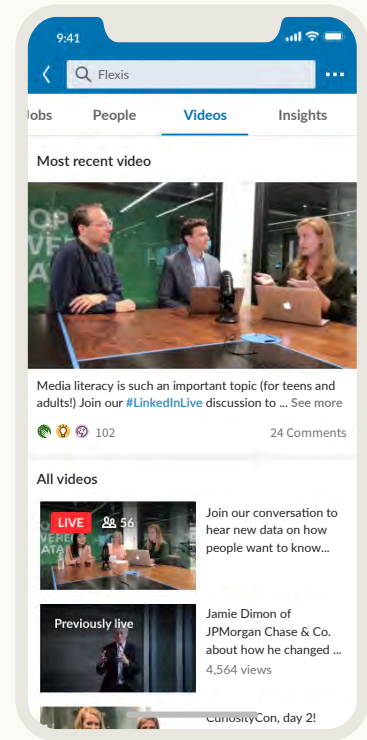 9:41
Flexis
Jobs People Videos Insights
Most recent video
Media literacy is such an important topic (for teens and
adults!) Join our #LinkedInLive discussion to ... See more
102 24 Comments
All videos
LIVE 56
Join our conversation to
hear new data on how
people want to know...
Previously live
Jamie Dimon of
JPMorgan Chase & Co.
about how he changed ...
4,564 views
CuriosityCon, day 2!